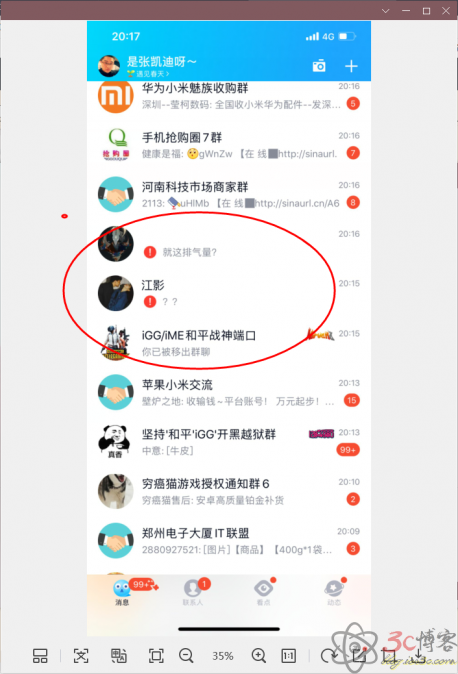 20:17
4G
是张凯迪呀～
遇见春天>
华为小米魅族收购群
20:16
深圳--莹柯数码: 全国收小米华为配件--发深...
5
手机抢购圈7群
20:16
健康是福: gWnZw 【在 线 http://sinaurl.
7
抢购圈
河南科技市场商家群
20:16
2113: uHlMb 【在 线 http://sinaurl.cn/A6
8
20:16
! 就这排气量?
江影
20:15
! ? ?
iGG/iME和平战神端口
20:15
你已被移出群聊
苹果小米交流
20:13
壁炉之地: 收输钱~平台账号！ 万元起步！...
15
坚持'和平'iGG'开黑越狱群
20:13
中意: [牛皮]
99+
真香
穷癌猫游戏授权通知群6
20:10
穷癌猫售后: 安卓高质量铂金补货
2
郑州电子大厦IT联盟
20:09
2880927521: [图片]【商品】【400g*1袋...
3
99+
1
消息
联系人
看点
动态
35%
1:1
3c博客